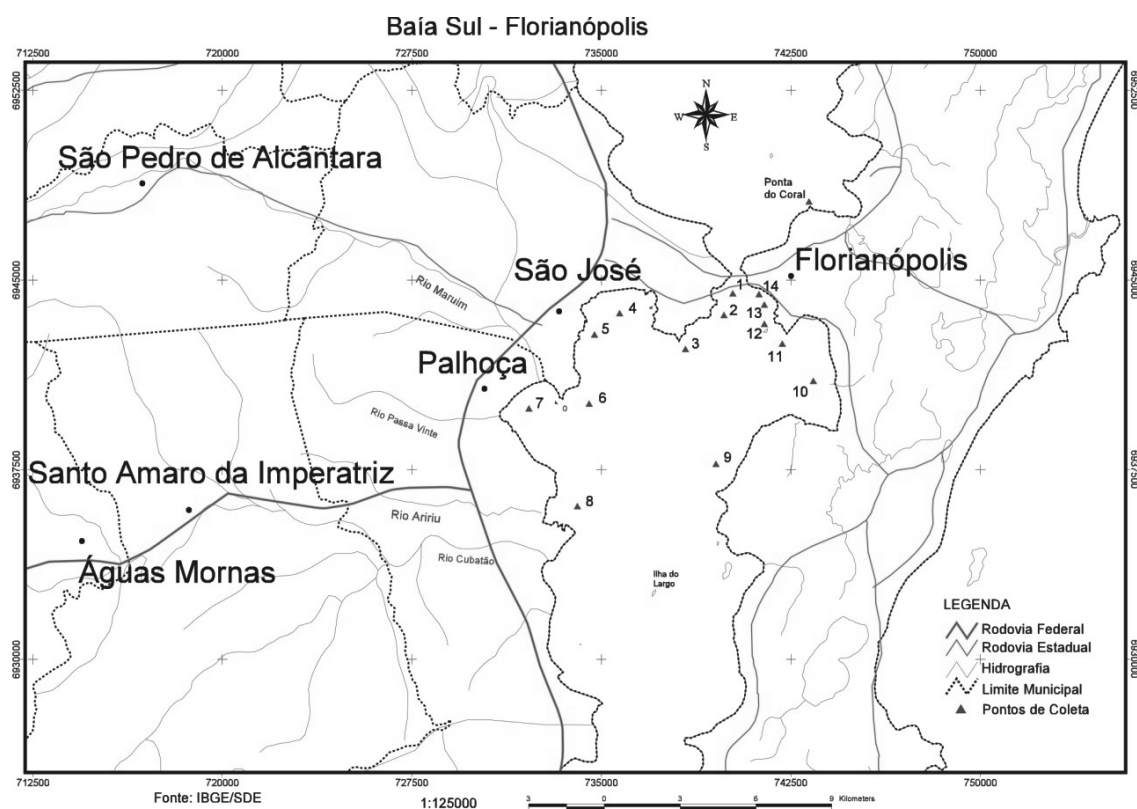 Baía Sul - Florianópolis
712500 720000 727500 735000 742500 750000
6952500 6952500
N
W E
S
São Pedro de Alcântara
Ponta
do Coral
6945000 6945000
São José
Florianópolis
Rio Maruim
1
14
2
13
4
12
5
3
11
Palhoça
10
7
6
Rio Passa Vinte
9
6937500 6937500
Santo Amaro da Imperatriz
8
Rio Aririu
Rio Cubatão
Águas Mornas
Ilha do
Largo
LEGENDA
Rodovia Federal
Rodovia Estadual
Hidrografia
Limite Municipal
Pontos de Coleta
6930000 6930000
712500 720000 727500 735000 742500 750000
Fonte: IBGE/SDE
1:125000
3 0 3 6 9 Kilometers